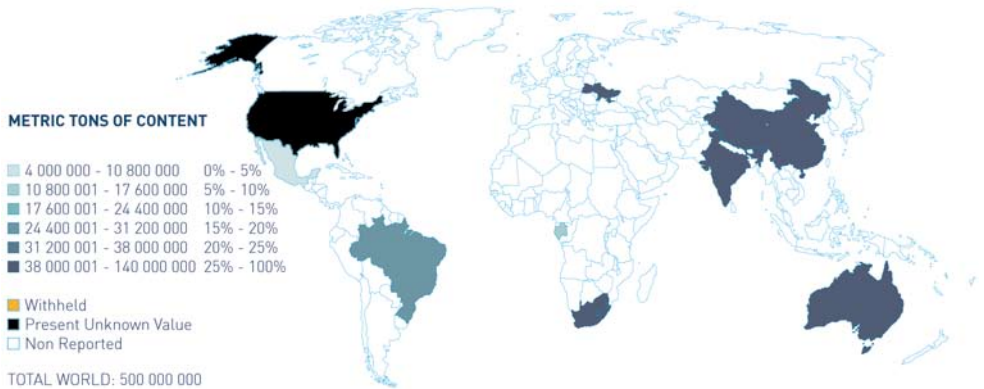 METRIC TONS OF CONTENT
4 000 000 - 10 800 000 0% - 5%
10 800 001 - 17 600 000 5% - 10%
17 600 001 - 24 400 000 10% - 15%
24 400 001 - 31 200 000 15% - 20%
31 200 001 - 38 000 000 20% - 25%
38 000 001 - 140 000 000 25% - 100%
Withheld
Present Unknown Value
Non Reported
TOTAL WORLD: 500 000 000